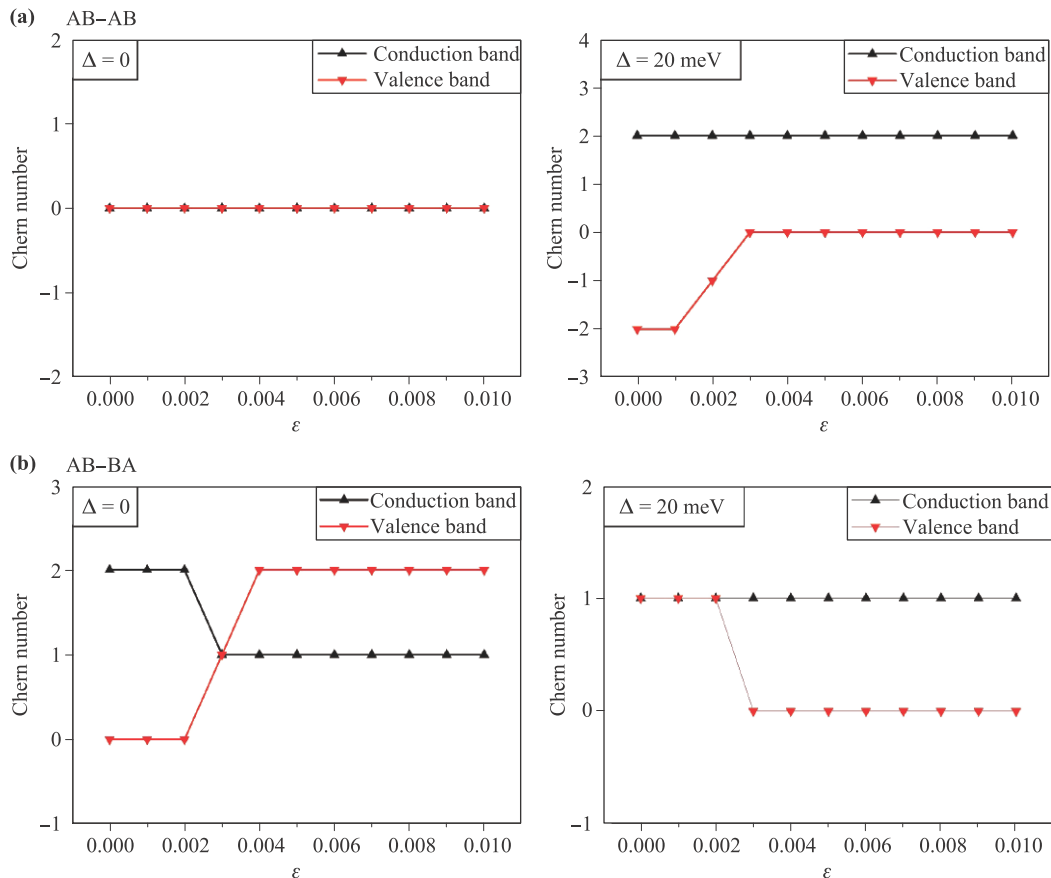 (a) AB–AB
Δ = 0
Conduction band
Valence band
Chern number
2
1
0
−1
−2
0.000 0.002 0.004 0.006 0.008 0.010
ε
Δ = 20 meV
Conduction band
Valence band
Chern number
4
3
2
1
0
−1
−2
−3
0.000 0.002 0.004 0.006 0.008 0.010
ε
(b) AB–BA
Δ = 0
Conduction band
Valence band
Chern number
3
2
1
0
−1
0.000 0.002 0.004 0.006 0.008 0.010
ε
Δ = 20 meV
Conduction band
Valence band
Chern number
2
1
0
−1
0.000 0.002 0.004 0.006 0.008 0.010
ε